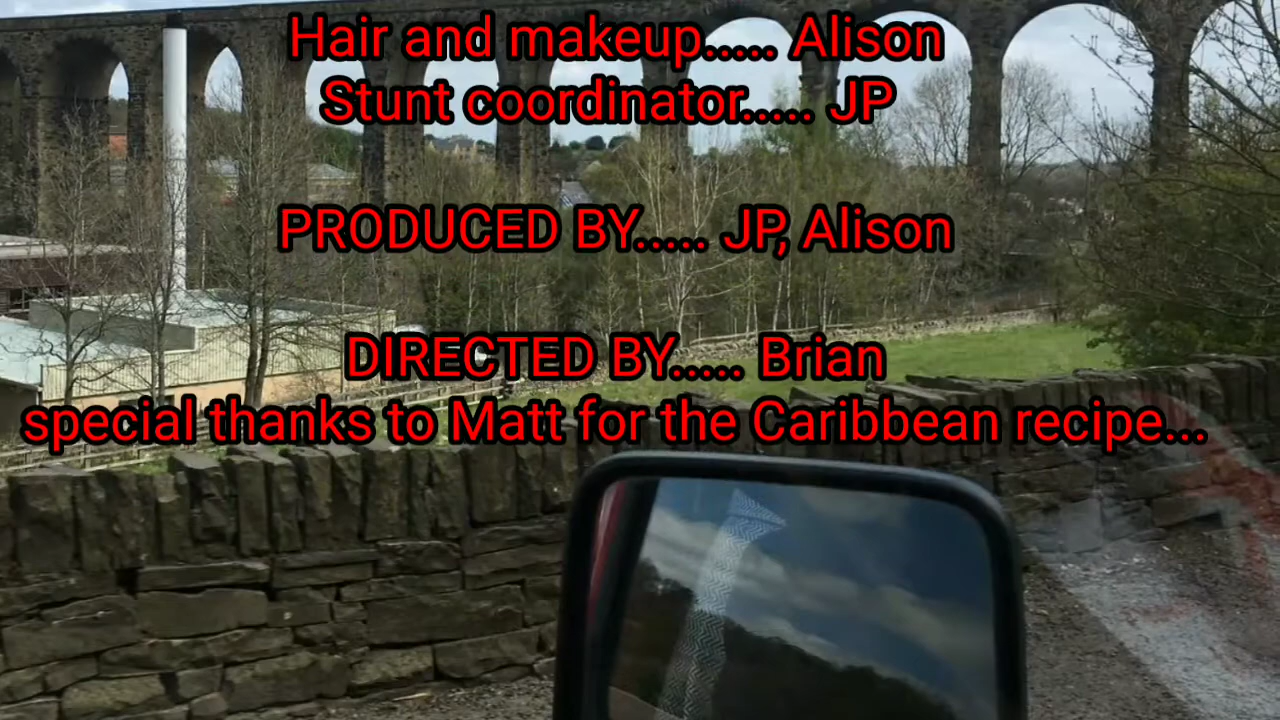 Hair and makeup..... Alison
Stunt coordinator..... JP
PRODUCED BY..... JP, Alison
DIRECTED BY..... Brian
special thanks to Matt for the Caribbean recipe...